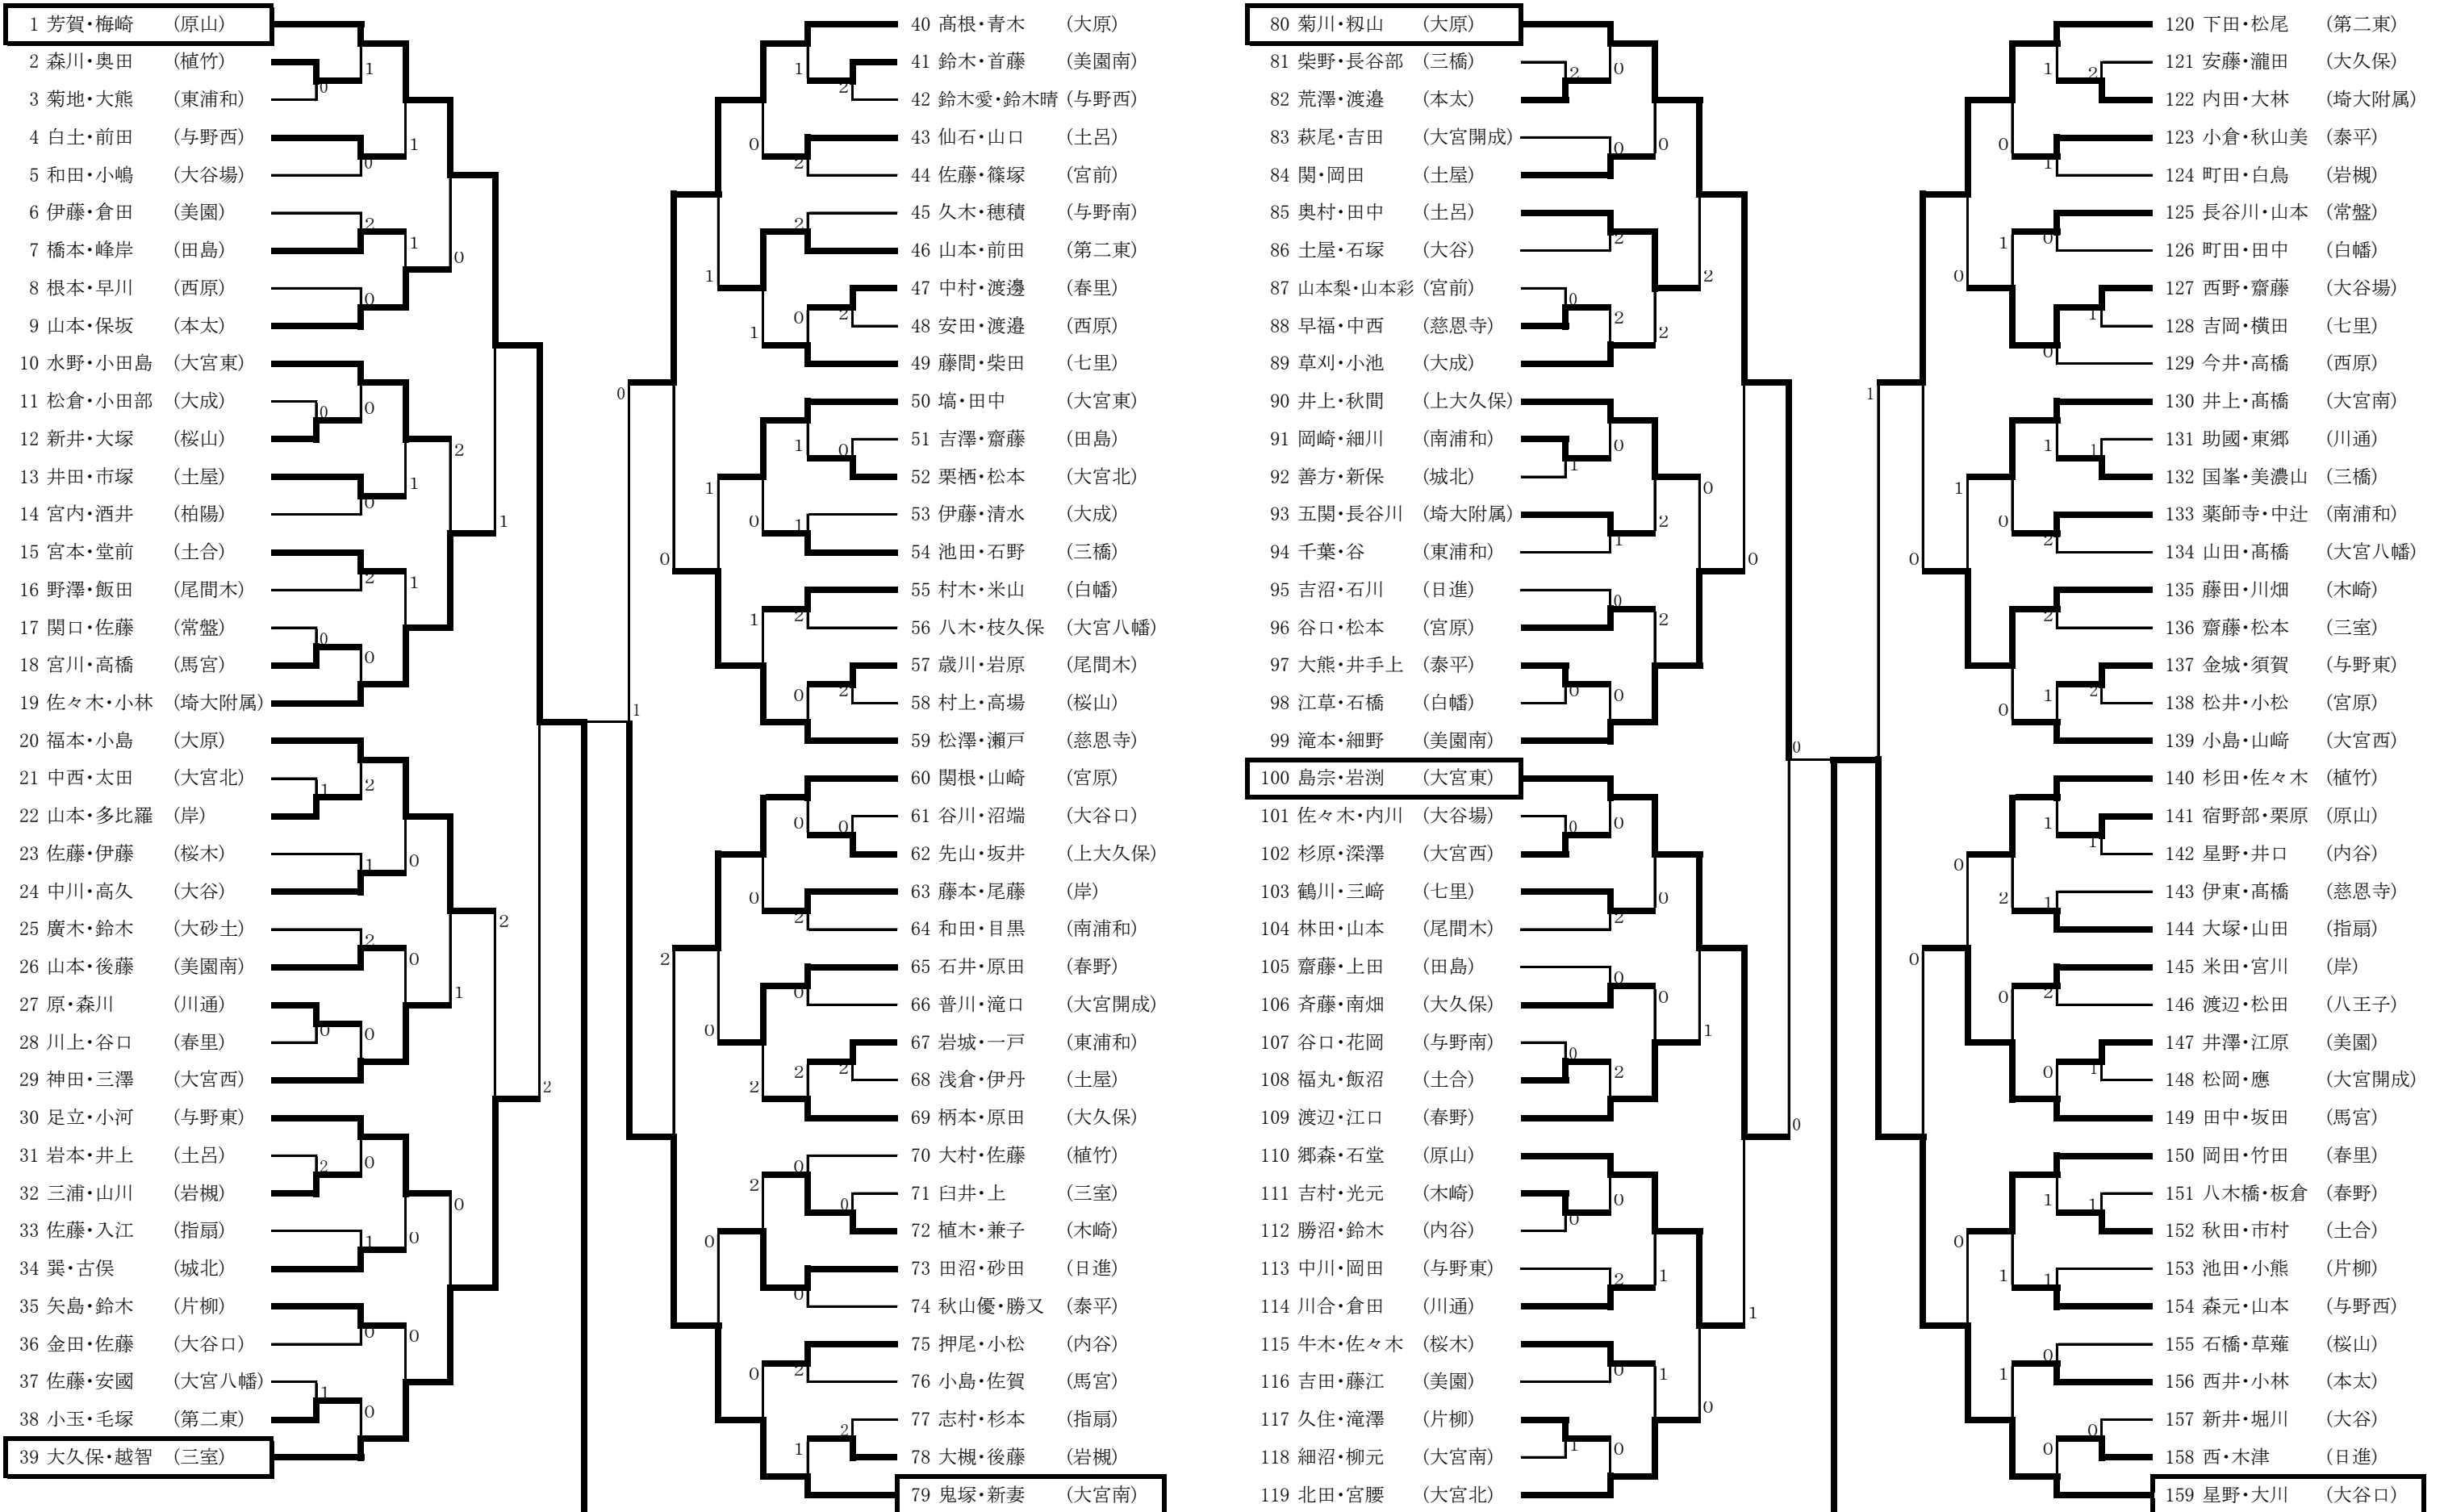 1 芳賀・梅崎 (原山)
2 森川・奥田 (植竹)
3 菊地・大熊 (東浦和)
4 白土・前田 (与野西)
5 和田・小嶋 (大谷場)
6 伊藤・倉田 (美園)
7 橋本・峰岸 (田島)
8 根本・早川 (西原)
9 山本・保坂 (本太)
10 水野・小田島 (大宮東)
11 松倉・小田部 (大成)
12 新井・大塚 (桜山)
13 井田・市塚 (土屋)
14 宮内・酒井 (柏陽)
15 宮本・堂前 (土合)
16 野澤・飯田 (尾間木)
17 関口・佐藤 (常盤)
18 宮川・高橋 (馬宮)
19 佐々木・小林 (埼大附属)
20 福本・小島 (大原)
21 中西・太田 (大宮北)
22 山本・多比羅 (岸)
23 佐藤・伊藤 (桜木)
24 中川・高久 (大谷)
25 廣木・鈴木 (大砂土)
26 山本・後藤 (美園南)
27 原・森川 (川通)
28 川上・谷口 (春里)
29 神田・三澤 (大宮西)
30 足立・小河 (与野東)
31 岩本・井上 (土呂)
32 三浦・山川 (岩槻)
33 佐藤・入江 (指扇)
34 巽・古俣 (城北)
35 矢島・鈴木 (片柳)
36 金田・佐藤 (大谷口)
37 佐藤・安國 (大宮八幡)
38 小玉・毛塚 (第二東)
39 大久保・越智 (三室)
40 髙根・青木 (大原)
41 鈴木・首藤 (美園南)
42 鈴木愛・鈴木晴 (与野西)
43 仙石・山口 (土呂)
44 佐藤・篠塚 (宮前)
45 久木・穂積 (与野南)
46 山本・前田 (第二東)
47 中村・渡邊 (春里)
48 安田・渡邉 (西原)
49 藤間・柴田 (七里)
50 塙・田中 (大宮東)
51 吉澤・齋藤 (田島)
52 栗栖・松本 (大宮北)
53 伊藤・清水 (大成)
54 池田・石野 (三橋)
55 村木・米山 (白幡)
56 八木・枝久保 (大宮八幡)
57 歳川・岩原 (尾間木)
58 村上・高場 (桜山)
59 松澤・瀬戸 (慈恩寺)
60 関根・山崎 (宮原)
61 谷川・沼端 (大谷口)
62 先山・坂井 (上大久保)
63 藤本・尾藤 (岸)
64 和田・目黒 (南浦和)
65 石井・原田 (春野)
66 普川・滝口 (大宮開成)
67 岩城・一戸 (東浦和)
68 浅倉・伊丹 (土屋)
69 柄本・原田 (大久保)
70 大村・佐藤 (植竹)
71 臼井・上 (三室)
72 植木・兼子 (木崎)
73 田沼・砂田 (日進)
74 秋山優・勝又 (泰平)
75 押尾・小松 (内谷)
76 小島・佐賀 (馬宮)
77 志村・杉本 (指扇)
78 大槻・後藤 (岩槻)
79 鬼塚・新妻 (大宮南)
80 菊川・籾山 (大原)
81 柴野・長谷部 (三橋)
82 荒澤・渡邉 (本太)
83 萩尾・吉田 (大宮開成)
84 関・岡田 (土屋)
85 奥村・田中 (土呂)
86 土屋・石塚 (大谷)
87 山本梨・山本彩 (宮前)
88 早福・中西 (慈恩寺)
89 草刈・小池 (大成)
90 井上・秋間 (上大久保)
91 岡崎・細川 (南浦和)
92 善方・新保 (城北)
93 五関・長谷川 (埼大附属)
94 千葉・谷 (東浦和)
95 吉沼・石川 (日進)
96 谷口・松本 (宮原)
97 大熊・井手上 (泰平)
98 江草・石橋 (白幡)
99 滝本・細野 (美園南)
100 島宗・岩渕 (大宮東)
101 佐々木・内川 (大谷場)
102 杉原・深澤 (大宮西)
103 鶴川・三﨑 (七里)
104 林田・山本 (尾間木)
105 齋藤・上田 (田島)
106 斉藤・南畑 (大久保)
107 谷口・花岡 (与野南)
108 福丸・飯沼 (土合)
109 渡辺・江口 (春野)
110 郷森・石堂 (原山)
111 吉村・光元 (木崎)
112 勝沼・鈴木 (内谷)
113 中川・岡田 (与野東)
114 川合・倉田 (川通)
115 牛木・佐々木 (桜木)
116 吉田・藤江 (美園)
117 久住・滝澤 (片柳)
118 細沼・柳元 (大宮南)
119 北田・宮腰 (大宮北)
120 下田・松尾 (第二東)
121 安藤・瀧田 (大久保)
122 内田・大林 (埼大附属)
123 小倉・秋山美 (泰平)
124 町田・白鳥 (岩槻)
125 長谷川・山本 (常盤)
126 町田・田中 (白幡)
127 西野・齋藤 (大谷場)
128 吉岡・横田 (七里)
129 今井・高橋 (西原)
130 井上・髙橋 (大宮南)
131 助國・東郷 (川通)
132 国峯・美濃山 (三橋)
133 薬師寺・中辻 (南浦和)
134 山田・髙橋 (大宮八幡)
135 藤田・川畑 (木崎)
136 齋藤・松本 (三室)
137 金城・須賀 (与野東)
138 松井・小松 (宮原)
139 小島・山﨑 (大宮西)
140 杉田・佐々木 (植竹)
141 宿野部・栗原 (原山)
142 星野・井口 (内谷)
143 伊東・髙橋 (慈恩寺)
144 大塚・山田 (指扇)
145 米田・宮川 (岸)
146 渡辺・松田 (八王子)
147 井澤・江原 (美園)
148 松岡・應 (大宮開成)
149 田中・坂田 (馬宮)
150 岡田・竹田 (春里)
151 八木橋・板倉 (春野)
152 秋田・市村 (土合)
153 池田・小熊 (片柳)
154 森元・山本 (与野西)
155 石橋・草薙 (桜山)
156 西井・小林 (本太)
157 新井・堀川 (大谷)
158 西・木津 (日進)
159 星野・大川 (大谷口)